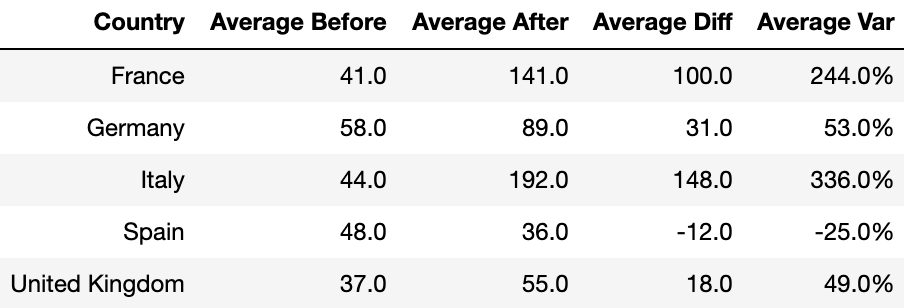 Country Average Before Average After Average Diff Average Var
France 41.0 141.0 100.0 244.0%
Germany 58.0 89.0 31.0 53.0%
Italy 44.0 192.0 148.0 336.0%
Spain 48.0 36.0 -12.0 -25.0%
United Kingdom 37.0 55.0 18.0 49.0%